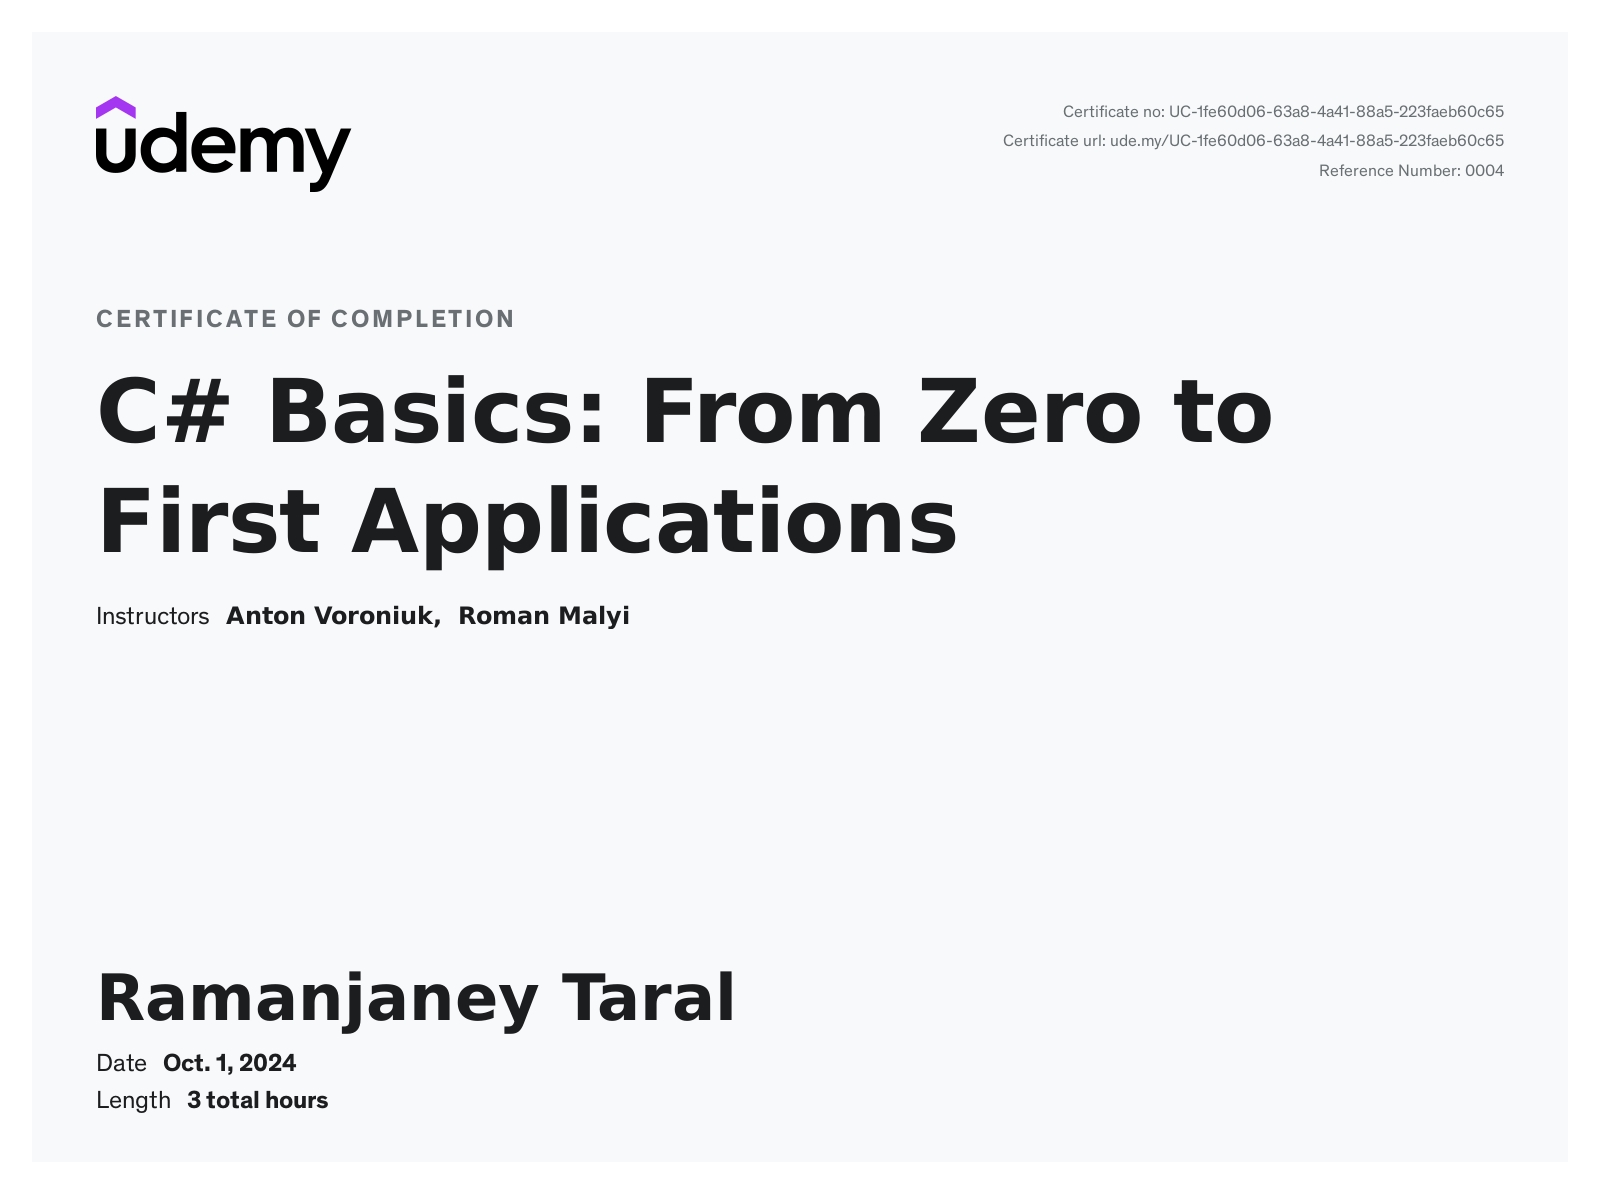 udemy
Certificate no: UC-1fe60d06-63a8-4a41-88a5-223faeb60c65
Certificate url: ude.my/UC-1fe60d06-63a8-4a41-88a5-223faeb60c65
Reference Number: 0004
CERTIFICATE OF COMPLETION
C# Basics: From Zero to
First Applications
Instructors Anton Voroniuk, Roman Malyi
Ramanjaney Taral
Date Oct. 1, 2024
Length 3 total hours